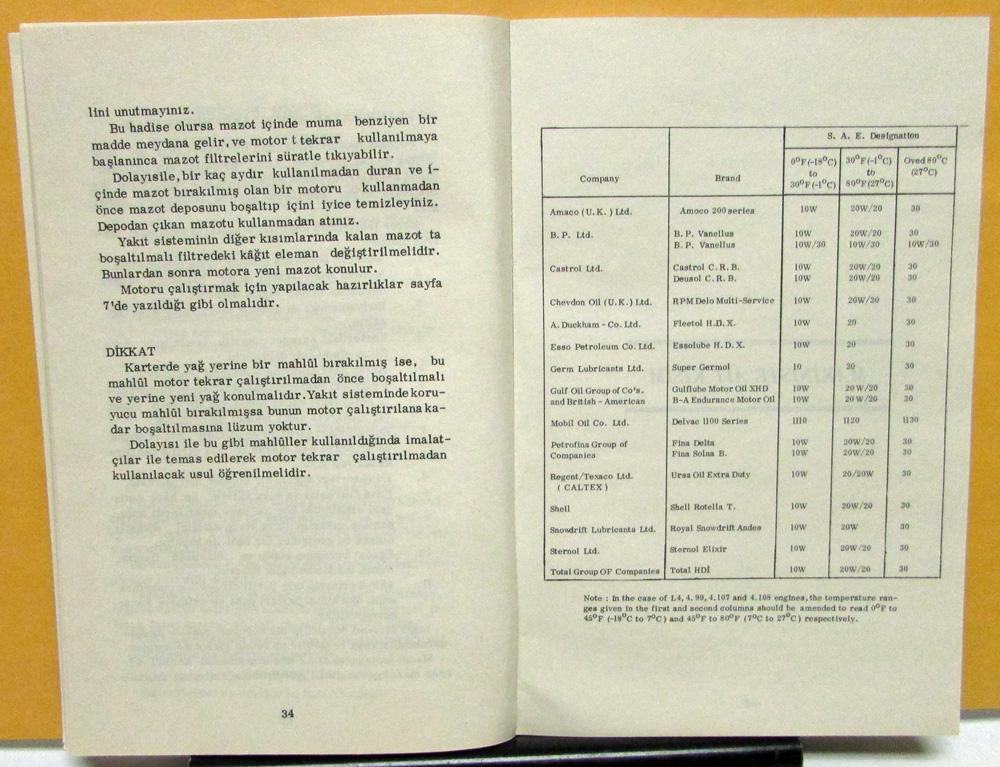 lini unutmayınız.
Bu hadise olursa mazot içinde muma benziyen bir
madde meydana gelir, ve motor t tekrar kullanılmaya
başlanınca mazot filtrelerini süratle tıkıyabilir.
Dolayısile, bir kaç aydır kullanılmadan duran ve i-
çinde mazot bırakılmış olan bir motoru kullanmadan
önce mazot deposunu boşaltıp içini iyice temizleyiniz.
Depodan çıkan mazotu kullanmadan atınız.
Yakıt sisteminin diğer kısımlarında kalan mazot ta
boşaltılmalı filtredeki kâğıt eleman değiştirilmelidir.
Bunlardan sonra motora yeni mazot konulur.
Motoru çalıştırmak için yapılacak hazırlıklar sayfa
7'de yazıldığı gibi olmalıdır.
DİKKAT
Karterde yağ yerine bir mahlûl bırakılmış ise, bu
mahlûl motor tekrar çalıştırılmadan önce boşaltılmalı
ve yerine yeni yağ konulmalıdır. Yakıt sisteminde koru-
yucu mahlûl bırakılmışsa bunun motor çalıştırılana ka-
dar boşaltılmasına lüzum yoktur.
Dolayısı ile bu gibi mahlûller kullanıldığında imalat-
çılar ile temas edilerek motor tekrar çalıştırılmadan
kullanılacak usul öğrenilmelidir.
34
S. A. E. Designation
Company Brand 0°F(-18°C) to 30°F(-1°C) 30°F(-1°C) to 80°F(27°C) Oved 80°C (27°C)
Amaco (U.K. ) Ltd. Amoco 200 series 10W 20W/20 30
B. P. Ltd. B. P. Vanellus 10W 20W/20 30
B. P. Vanellus 10W/30 10W/30 10W/30
Castrol Ltd. Castrol C. R. B. 10W 20W/20 30
Deusol C. R. B. 10W 20W/20 30
Chevdon Oil (U.K.) Ltd. RPM Delo Multi-Service 10W 20W/20 30
A. Duckham - Co. Ltd. Fleetol H.D.X. 10W 20 30
Esso Petroleum Co. Ltd. Essolube H.D.X. 10W 20 30
Germ Lubricants Ltd. Super Germol 10 20 30
Gulf Oil Group of Co's. Gulflube Motor Oil XHD 10W 20 W/20 30
and British - American B-A Endurance Motor Oil 10W 20 W/20 30
Mobil Oil Co. Ltd. Delvac 1100 Series 1110 1120 1130
Petrofina Group of Fina Delta 10W 20W/20 30
Companies Fina Solna B. 10W 20W/20 30
Regent/Texaco Ltd. Ursa Oil Extra Duty 10W 20/20W 30
( CALTEX )
Shell Shell Rotella T. 10W 20W/20 30
Snowdrift Lubricants Ltd. Royal Snowdrift Andes 10W 20W 30
Sternol Ltd. Sternol Elixir 10W 20W/20 30
Total Group OF Companies Total HDİ 10W 20W/20 30
Note : In the case of L4, 4.99, 4.107 and 4.108 engines, the temperature ran-
ges given in the first and second columns should be amended to read 0°F to
45°F (-18°C to 7°C) and 45°F to 80°F (7°C to 27°C) respectively.